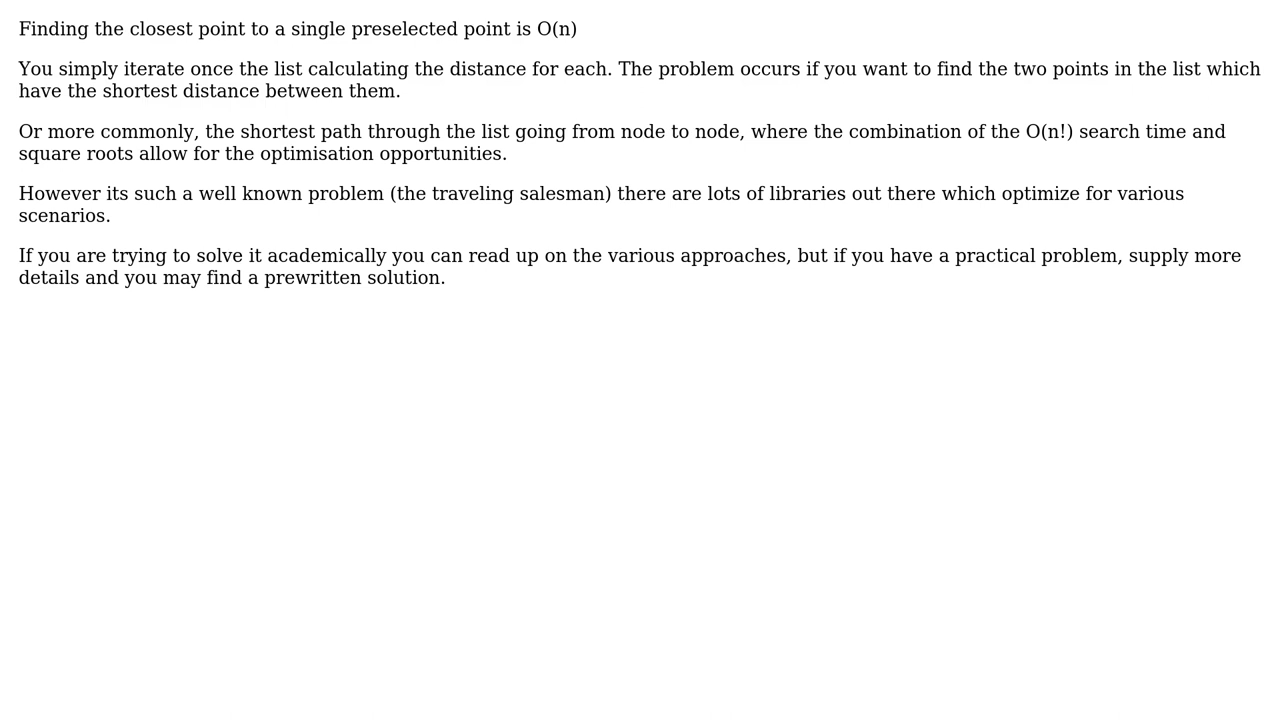 Finding the closest point to a single preselected point is O(n)
You simply iterate once the list calculating the distance for each. The problem occurs if you want to find the two points in the list which
have the shortest distance between them.
Or more commonly, the shortest path through the list going from node to node, where the combination of the O(n!) search time and
square roots allow for the optimisation opportunities.
However its such a well known problem (the traveling salesman) there are lots of libraries out there which optimize for various
scenarios.
If you are trying to solve it academically you can read up on the various approaches, but if you have a practical problem, supply more
details and you may find a prewritten solution.